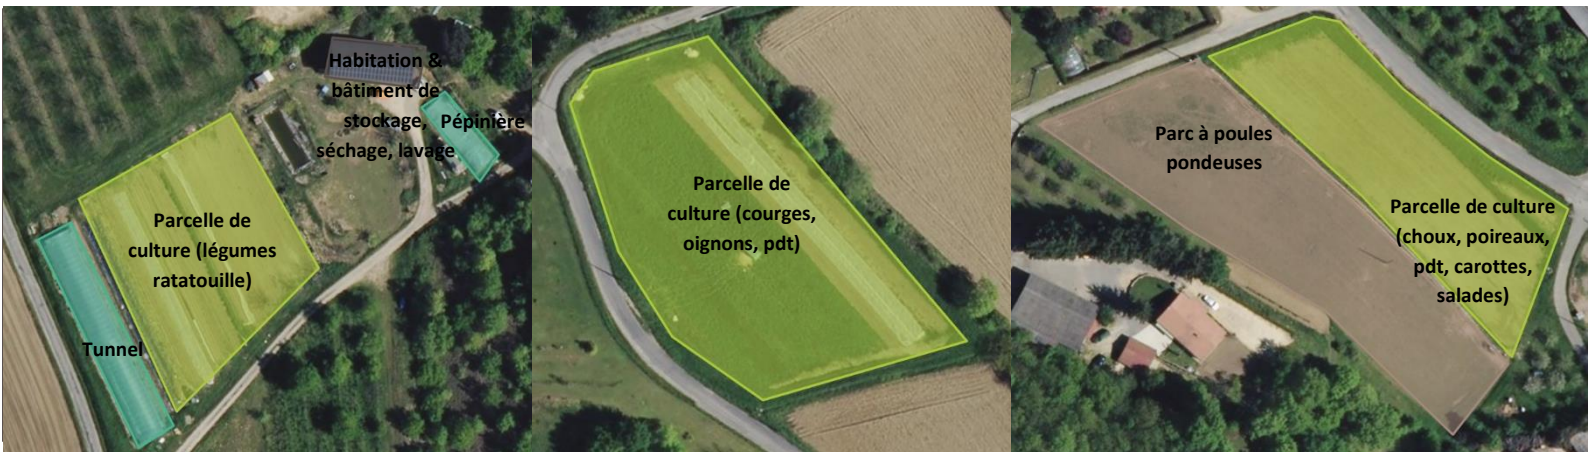 Habitation &
bâtiment de
stockage,
séchage, lavage
Pépinière
Parcelle de
culture (légumes
ratatouille)
Tunnel
Parcelle de
culture (courges,
oignons, pdt)
Parc à poules
pondeuses
Parcelle de culture
(choux, poireaux,
pdt, carottes,
salades)